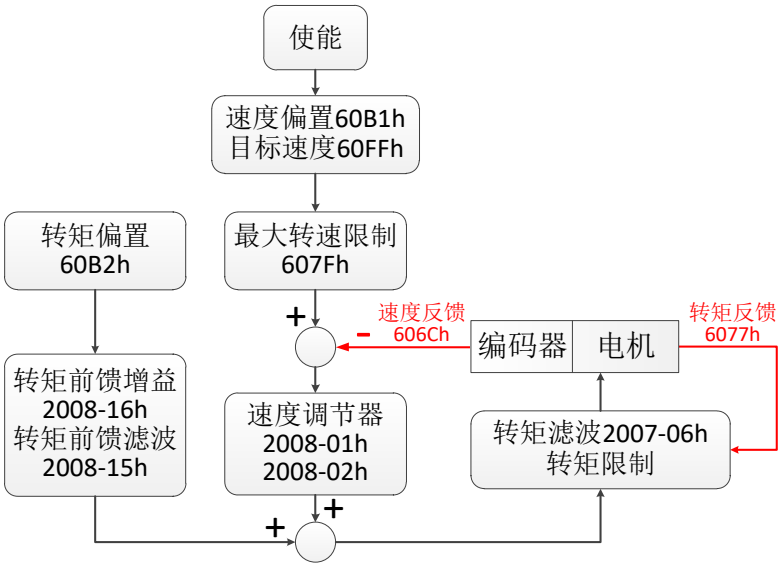 使能
速度偏置60B1h
目标速度60FFh
转矩偏置
60B2h
最大转速限制
607Fh
+
速度反馈
606Ch
-
编码器
电机
转矩反馈
6077h
转矩前馈增益
2008-16h
转矩前馈滤波
2008-15h
速度调节器
2008-01h
2008-02h
转矩滤波2007-06h
转矩限制
+
+